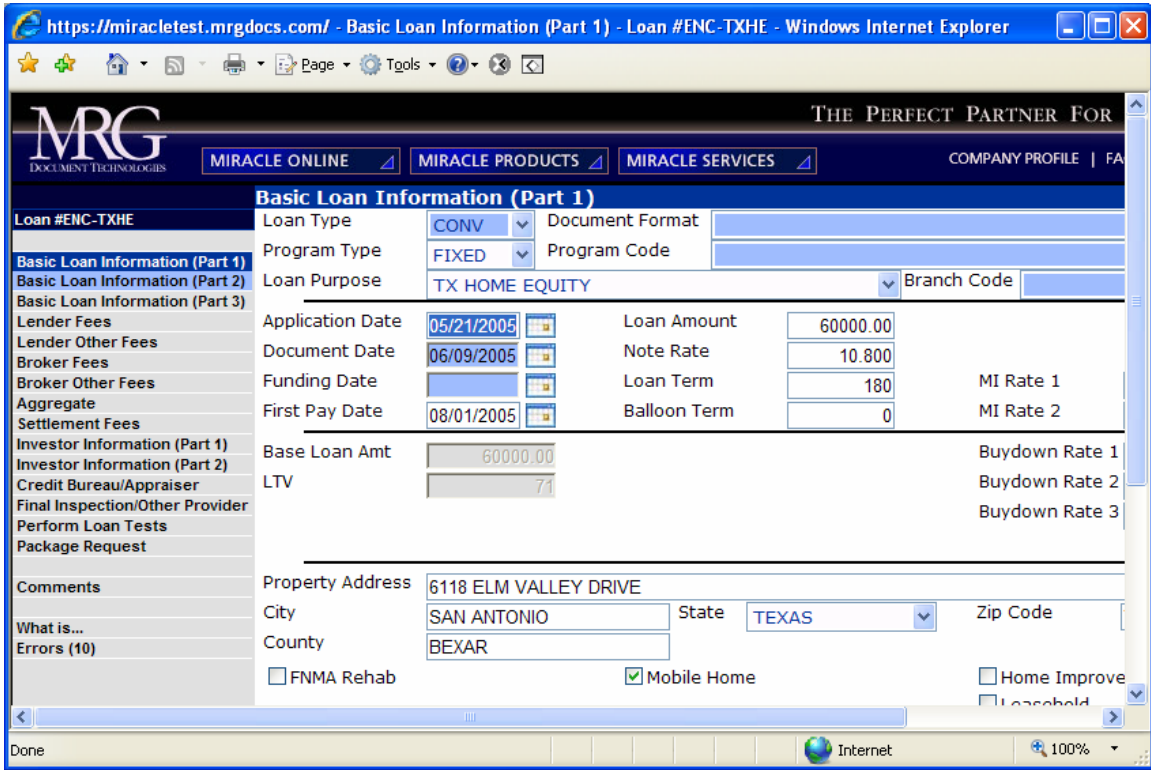 https://miracletest.mrgdocs.com/ - Basic Loan Information (Part 1) - Loan #ENC-TXHE - Windows Internet Explorer
Page Tools
THE PERFECT PARTNER FOR
MRG
DOCUMENT TECHNOLOGIES
MIRACLE ONLINE MIRACLE PRODUCTS MIRACLE SERVICES COMPANY PROFILE | FA
Basic Loan Information (Part 1)
Loan #ENC-TXHE
Basic Loan Information (Part 1)
Basic Loan Information (Part 2)
Basic Loan Information (Part 3)
Lender Fees
Lender Other Fees
Broker Fees
Broker Other Fees
Aggregate
Settlement Fees
Investor Information (Part 1)
Investor Information (Part 2)
Credit Bureau/Appraiser
Final Inspection/Other Provider
Perform Loan Tests
Package Request
Comments
What is...
Errors (10)
Loan Type CONV Document Format
Program Type FIXED Program Code
Loan Purpose TX HOME EQUITY Branch Code
Application Date 05/21/2005 Loan Amount 60000.00
Document Date 06/09/2005 Note Rate 10.800
Funding Date Loan Term 180 MI Rate 1
First Pay Date 08/01/2005 Balloon Term 0 MI Rate 2
Base Loan Amt 60000.00 Buydown Rate 1
LTV 71 Buydown Rate 2
Buydown Rate 3
Property Address 6118 ELM VALLEY DRIVE
City SAN ANTONIO State TEXAS Zip Code
County BEXAR
FNMA Rehab Mobile Home Home Improve
Leasehold
Done Internet 100%